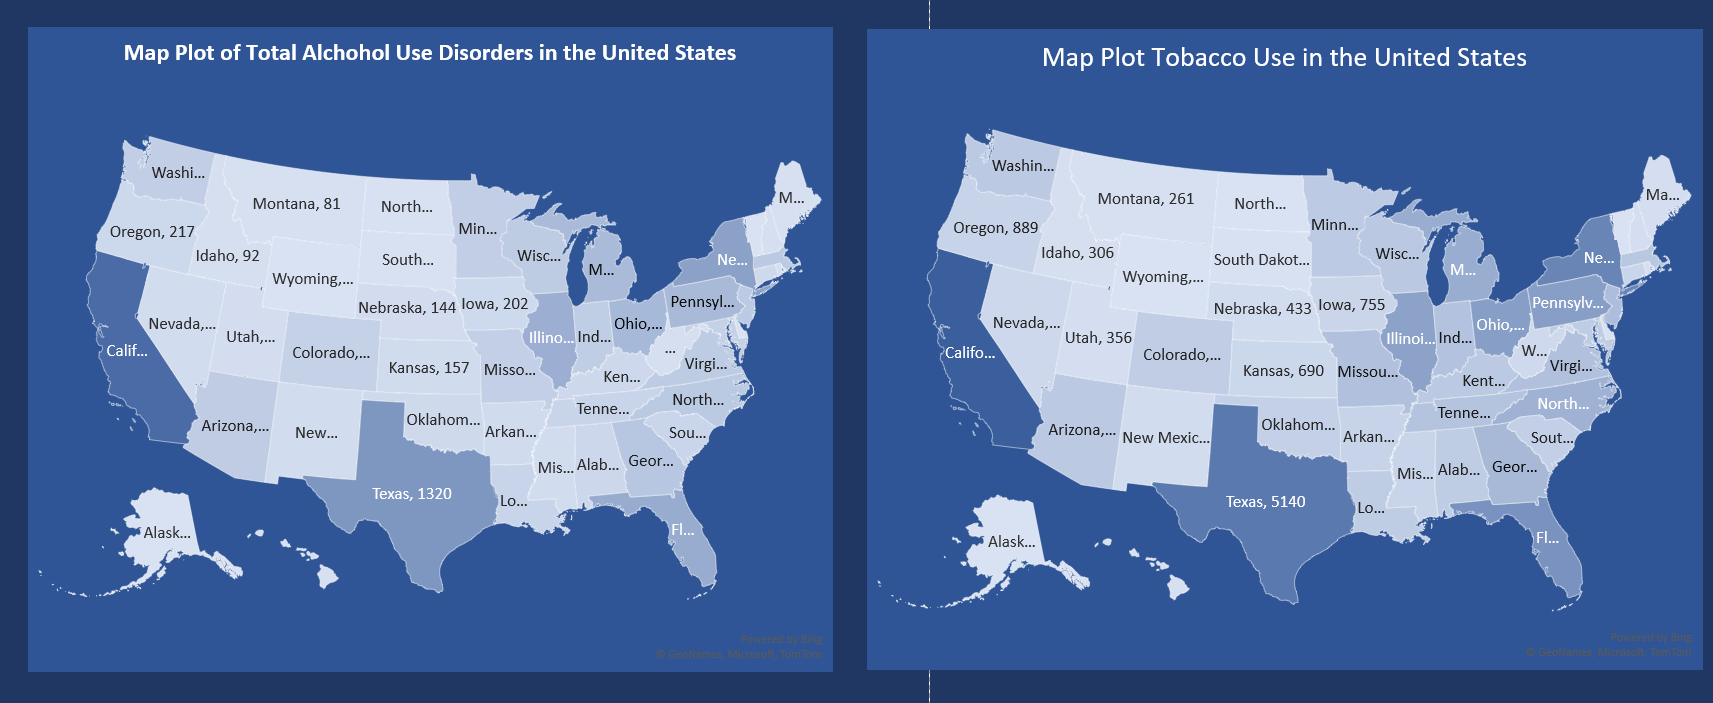 Map Plot of Total Alchohol Use Disorders in the United States
Washi...
Montana, 81
North...
Min...
M...
Oregon, 217
Idaho, 92
South...
Wisc...
M...
Ne...
Wyoming,...
Nebraska, 144
Iowa, 202
Pennsyl...
Nevada,...
Utah,...
Illino...
Ind...
Ohio,...
Calif...
Colorado,...
...
Kansas, 157
Misso...
Ken...
Virgi...
Arizona,...
New...
Oklahom...
Arkan...
Tenne...
North...
Sou...
Mis...
Alab...
Geor...
Texas, 1320
Lo...
Fl...
Alask...
Powered by Bing
© GeoNames, Microsoft, TomTom
Map Plot Tobacco Use in the United States
Washin...
Montana, 261
North...
Minn...
Ma...
Oregon, 889
Idaho, 306
South Dakot...
Wisc...
M...
Ne...
Wyoming,...
Nebraska, 433
Iowa, 755
Pennsylv...
Nevada,...
Utah, 356
Illinoi...
Ind...
Ohio,...
Califo...
Colorado,...
W...
Kansas, 690
Missou...
Kent...
Virgi...
Arizona,...
New Mexic...
Oklahom...
Arkan...
Tenne...
North...
Sout...
Mis...
Alab...
Geor...
Texas, 5140
Lo...
Fl...
Alask...
Powered by Bing
© GeoNames, Microsoft, TomTom